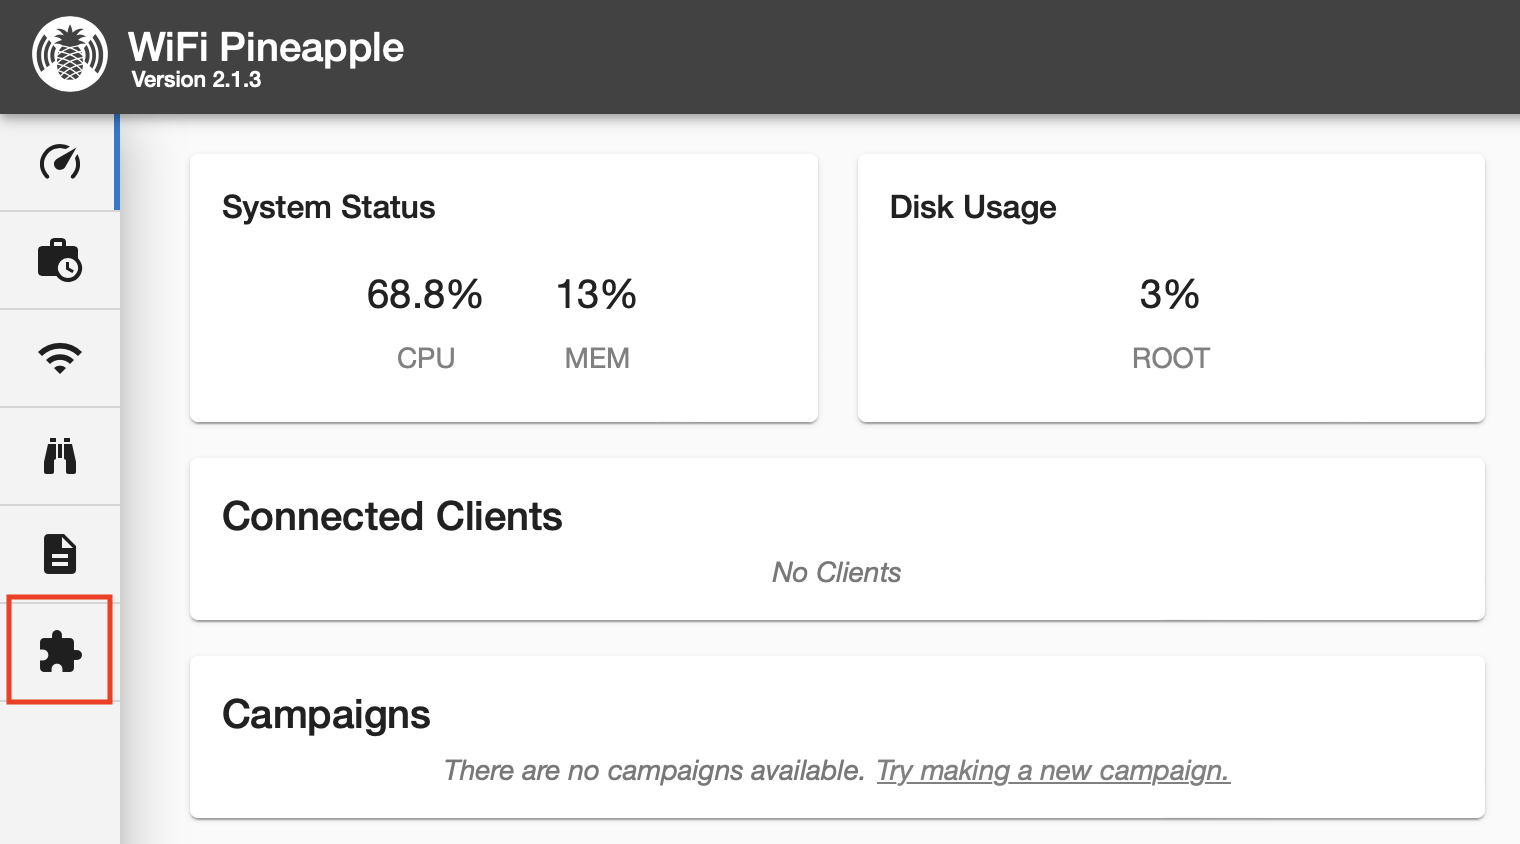 WiFi Pineapple
Version 2.1.3
System Status
68.8% 13%
CPU MEM
Disk Usage
3%
ROOT
Connected Clients
No Clients
Campaigns
There are no campaigns available. Try making a new campaign.